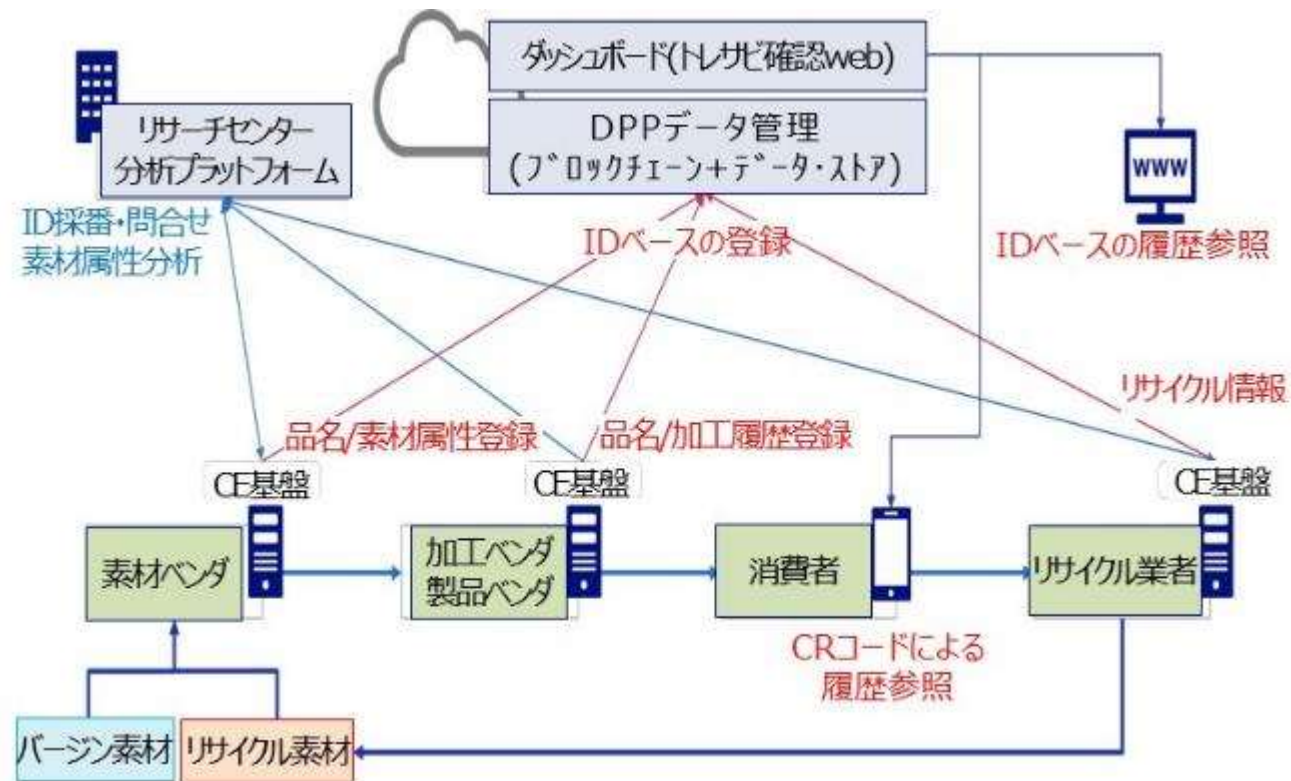 ダッシュボード(トレサビ確認web)
リサーチセンター
分析プラットフォーム
DPPデータ管理
(ブロックチェーン+データ・ストア)
WWW
ID採番・問合せ
素材属性分析
IDベースの登録
IDベースの履歴参照
リサイクル情報
品名/素材属性登録
品名/加工履歴登録
CE基盤
CE基盤
CE基盤
素材ベンダ
加工ベンダ
製品ベンダ
消費者
リサイクル業者
CRコードによる
履歴参照
バージン素材
リサイクル素材